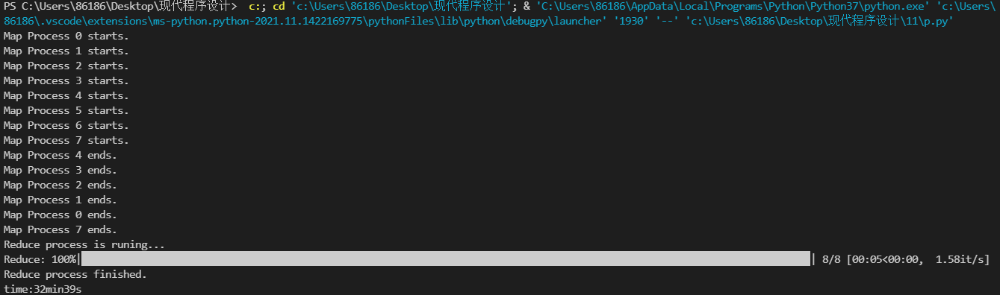 PS C:\Users\86186\Desktop\现代程序设计>  c:; cd 'c:\Users\86186\Desktop\现代程序设计'; & 'C:\Users\86186\AppData\Local\Programs\Python\Python37\python.exe' 'c:\Users\
86186\.vscode\extensions\ms-python.python-2021.11.1422169775\pythonFiles\lib\python\debugpy\launcher' '1930' '--' 'c:\Users\86186\Desktop\现代程序设计\11\p.py'
Map Process 0 starts.
Map Process 1 starts.
Map Process 2 starts.
Map Process 3 starts.
Map Process 4 starts.
Map Process 5 starts.
Map Process 6 starts.
Map Process 7 starts.
Map Process 4 ends.
Map Process 3 ends.
Map Process 2 ends.
Map Process 1 ends.
Map Process 0 ends.
Map Process 7 ends.
Reduce process is runing...
Reduce: 100%| | 8/8 [00:05<00:00,  1.58it/s]
Reduce process finished.
time:32min39s